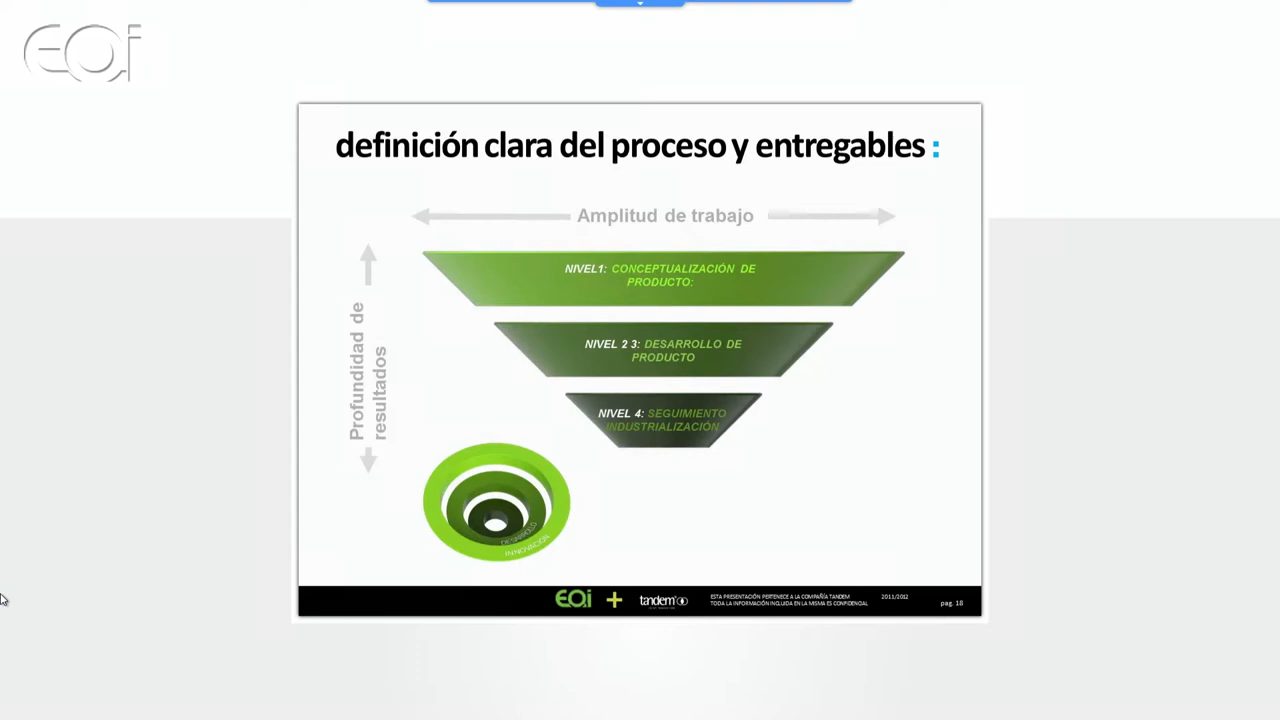 EOi
definición clara del proceso y entregables :
Amplitud de trabajo
Profundidad de
resultados
NIVEL1: CONCEPTUALIZACIÓN DE
PRODUCTO:
NIVEL 2 3: DESARROLLO DE
PRODUCTO
NIVEL 4: SEGUIMIENTO
INDUSTRIALIZACIÓN
DESARROLLO
INNOVACIÓN
EOi + tandem
ESTA PRESENTACIÓN PERTENECE A LA COMPAÑÍA TANDEM
TODA LA INFORMACIÓN INCLUIDA EN LA MISMA ES CONFIDENCIAL
2011/2012
pag. 18